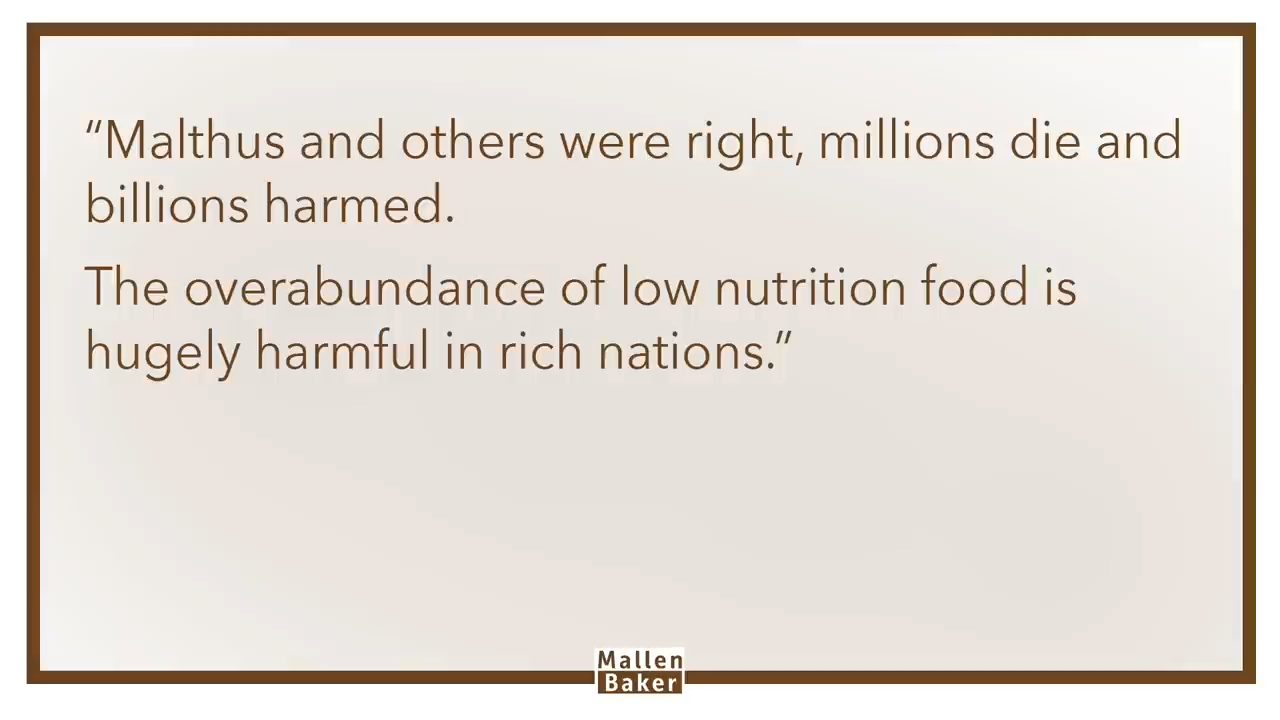 “Malthus and others were right, millions die and
billions harmed.
The overabundance of low nutrition food is
hugely harmful in rich nations.”
Mallen
Baker